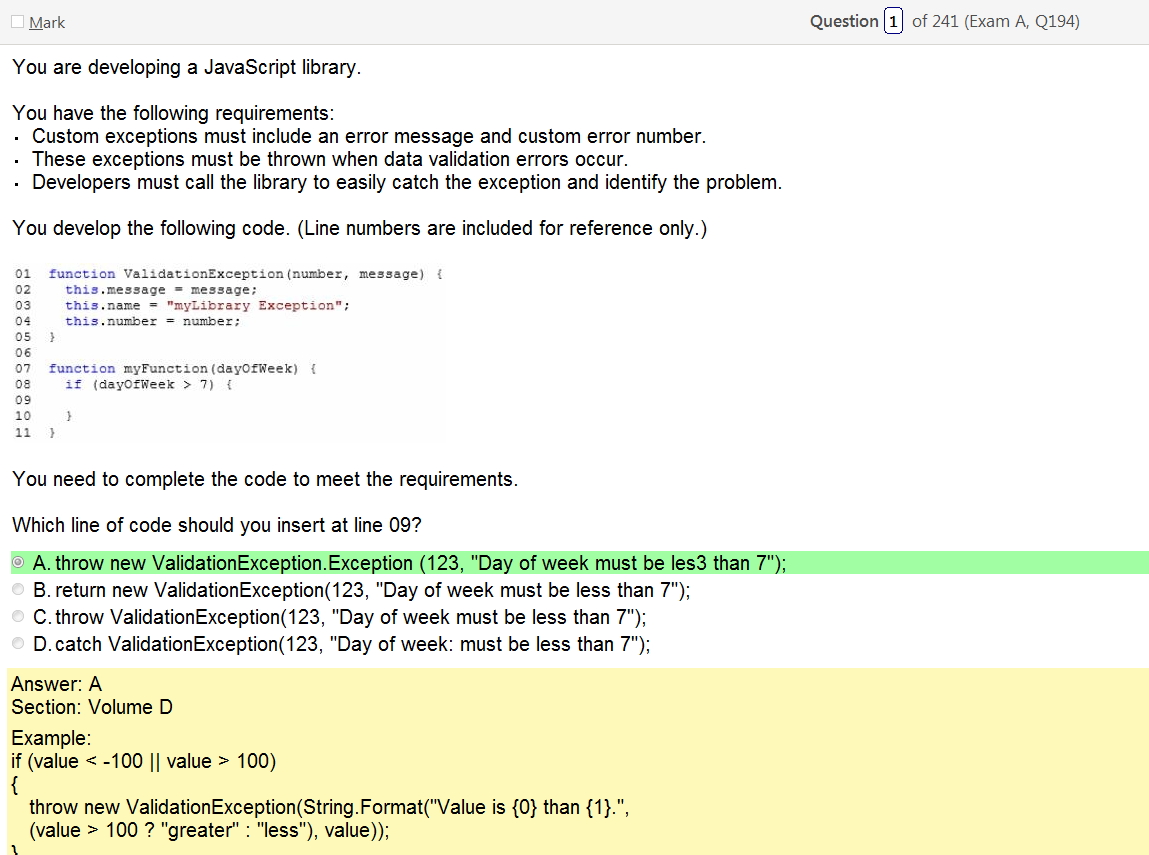 Mark
Question 1 of 241 (Exam A, Q194)
You are developing a JavaScript library.
You have the following requirements:
· Custom exceptions must include an error message and custom error number.
· These exceptions must be thrown when data validation errors occur.
· Developers must call the library to easily catch the exception and identify the problem.
You develop the following code. (Line numbers are included for reference only.)
01 function ValidationException(number, message) {
02   this.message = message;
03   this.name = "myLibrary Exception";
04   this.number = number;
05 }
06
07 function myFunction(dayOfWeek) {
08   if (dayOfWeek > 7) {
09
10   }
11 }
You need to complete the code to meet the requirements.
Which line of code should you insert at line 09?
A. throw new ValidationException.Exception (123, "Day of week must be les3 than 7");
B. return new ValidationException(123, "Day of week must be less than 7");
C. throw ValidationException(123, "Day of week must be less than 7");
D. catch ValidationException(123, "Day of week: must be less than 7");
Answer: A
Section: Volume D
Example:
if (value < -100 || value > 100)
{
throw new ValidationException(String.Format("Value is {0} than {1}.",
(value > 100 ? "greater" : "less"), value));
}